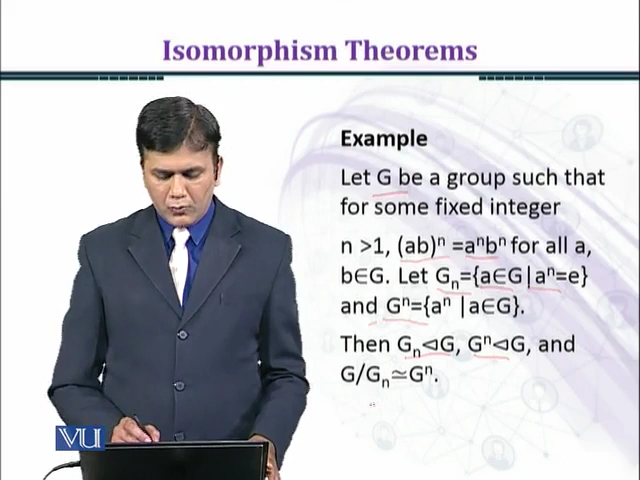 Isomorphism Theorems
Example
Let G be a group such that
for some fixed integer
n >1, (ab)ⁿ =aⁿbⁿ for all a,
b∈G. Let Gₙ={a∈G|aⁿ=e}
and Gⁿ={aⁿ |a∈G}.
Then Gₙ⊲G, Gⁿ⊲G, and
G/Gₙ≃Gⁿ.
VU